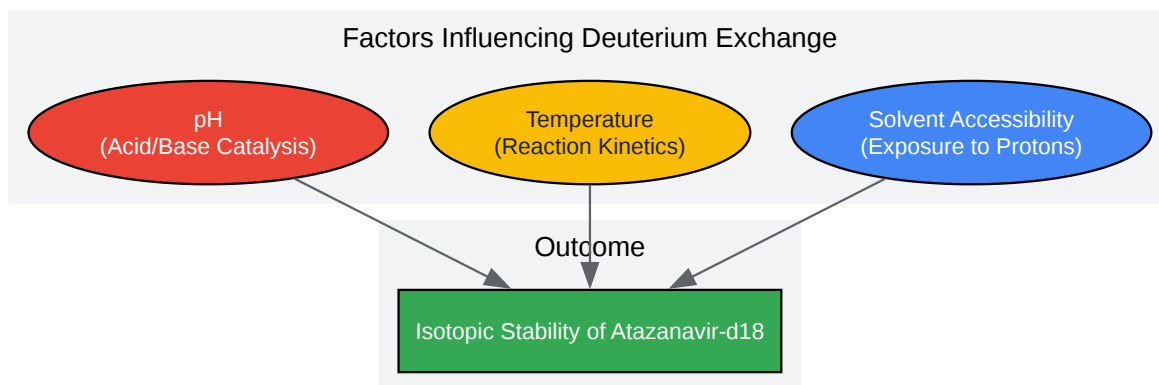 Factors Influencing Deuterium Exchange
pH
(Acid/Base Catalysis)
Temperature
(Reaction Kinetics)
Solvent Accessibility
(Exposure to Protons)
Outcome
Isotopic Stability of Atazanavir-d18